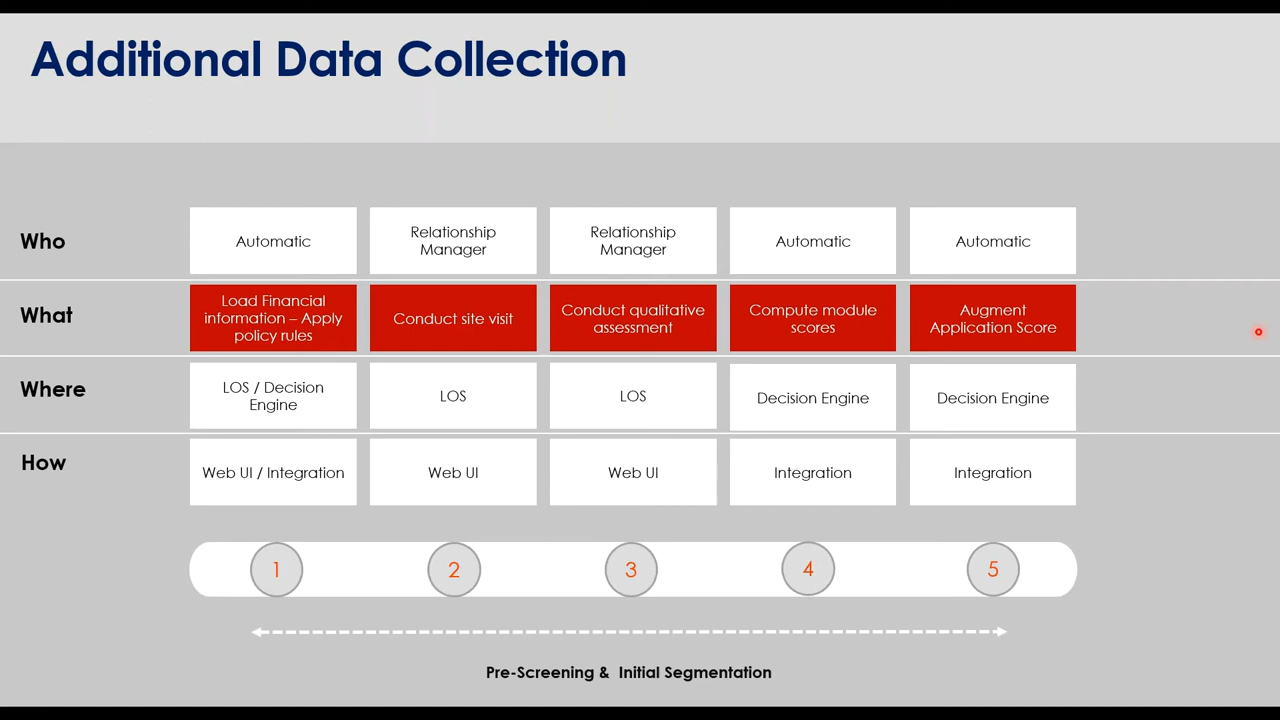 Additional Data Collection
Who
Automatic
Relationship
Manager
Relationship
Manager
Automatic
Automatic
What
Load Financial
information – Apply
policy rules
Conduct site visit
Conduct qualitative
assessment
Compute module
scores
Augment
Application Score
Where
LOS / Decision
Engine
LOS
LOS
Decision Engine
Decision Engine
How
Web UI / Integration
Web UI
Web UI
Integration
Integration
1
2
3
4
5
Pre-Screening &  Initial Segmentation